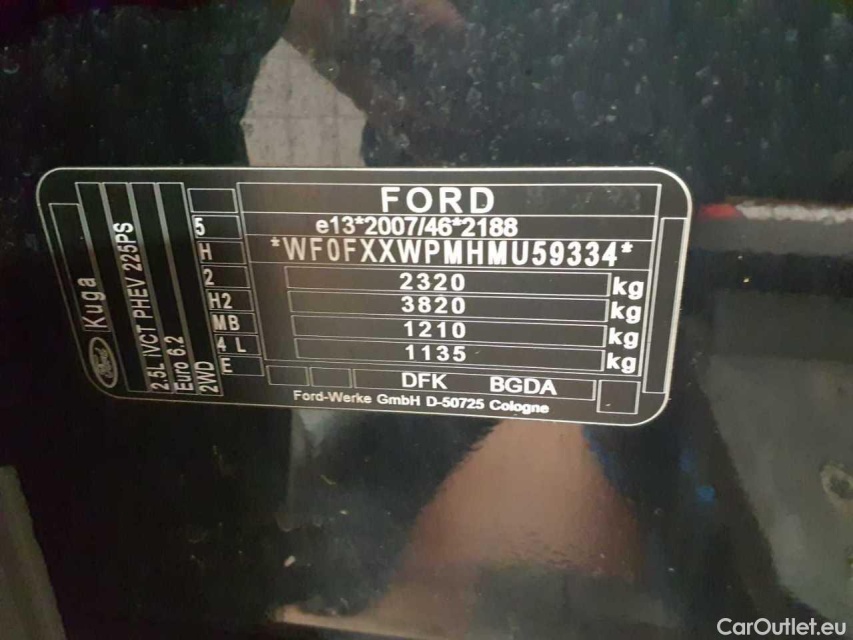 FORD
e13*2007/46*2188
*WF0FXXWPMHMU59334*
2320 kg
3820 kg
1210 kg
1135 kg
DFK BGDA
Ford-Werke GmbH D-50725 Cologne
5
H
2
H2
MB
4 L
E
Ford Kuga
2.5L IVCT PHEV 225PS
Euro 6.2
2WD
CarOutlet.eu